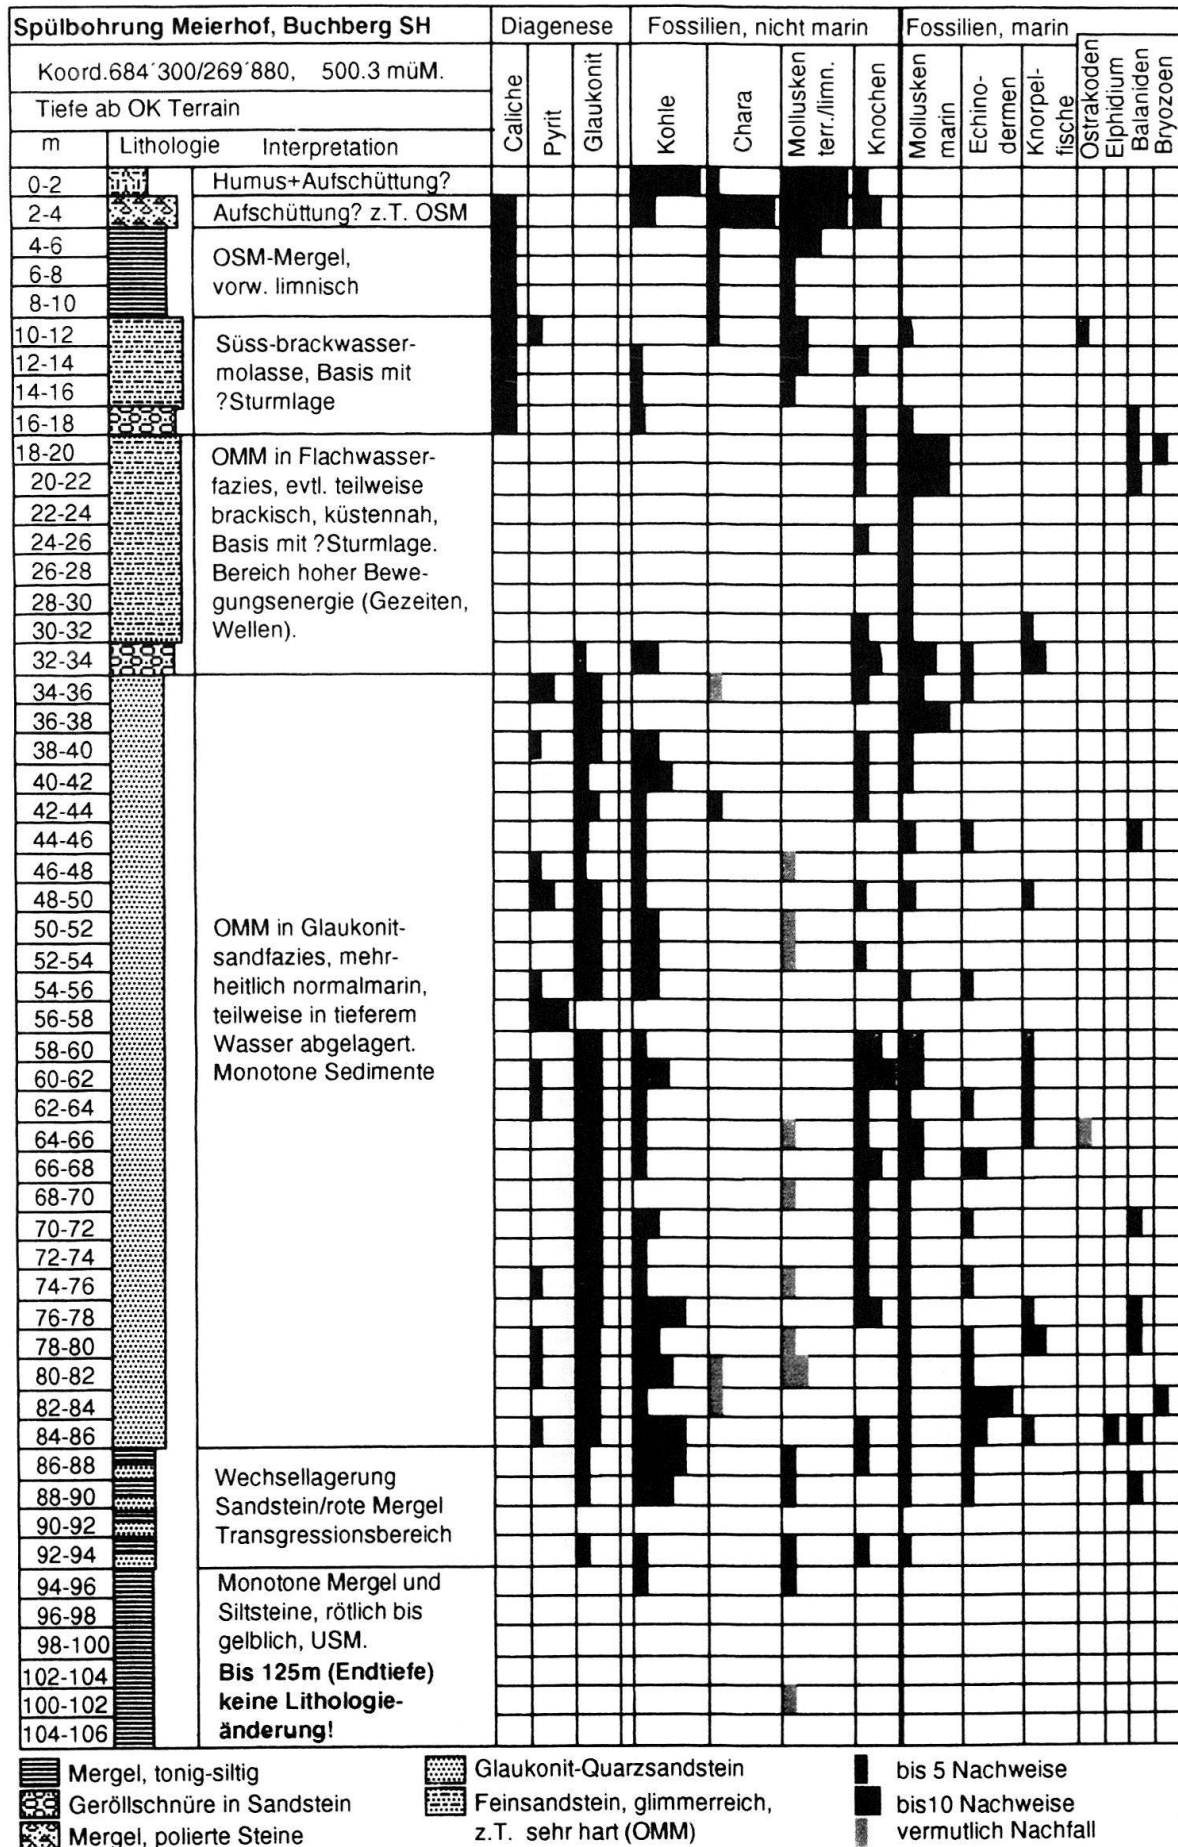 Spülbohrung Meierhof, Buchberg SH
Diagenese
Fossilien, nicht marin
Fossilien, marin
Koord.684´300/269´880, 500.3 müM.
Tiefe ab OK Terrain
m
Lithologie
Interpretation
Caliche
Pyrit
Glaukonit
Kohle
Chara
Mollusken
terr./limn.
Knochen
Mollusken
marin
Echino-
dermen
Knorpel-
fische
Ostrakoden
Elphidium
Balaniden
Bryozoen
0-2
Humus+Aufschüttung?
2-4
Aufschüttung? z.T. OSM
4-6
6-8
8-10
OSM-Mergel,
vorw. limnisch
10-12
12-14
14-16
16-18
Süss-brackwasser-
molasse, Basis mit
?Sturmlage
18-20
20-22
22-24
24-26
26-28
28-30
30-32
32-34
OMM in Flachwasser-
fazies, evtl. teilweise
brackisch, küstennah,
Basis mit ?Sturmlage.
Bereich hoher Bewe-
gungsenergie (Gezeiten,
Wellen).
34-36
36-38
38-40
40-42
42-44
44-46
46-48
48-50
50-52
52-54
54-56
56-58
58-60
60-62
62-64
64-66
66-68
68-70
70-72
72-74
74-76
76-78
78-80
80-82
82-84
84-86
OMM in Glaukonit-
sandfazies, mehr-
heitlich normalmarin,
teilweise in tieferem
Wasser abgelagert.
Monotone Sedimente
86-88
88-90
90-92
92-94
Wechsellagerung
Sandstein/rote Mergel
Transgressionsbereich
94-96
96-98
98-100
102-104
100-102
104-106
Monotone Mergel und
Siltsteine, rötlich bis
gelblich, USM.
Bis 125m (Endtiefe)
keine Lithologie-
änderung!
Mergel, tonig-siltig
Geröllschnüre in Sandstein
Mergel, polierte Steine
Glaukonit-Quarzsandstein
Feinsandstein, glimmerreich,
z.T. sehr hart (OMM)
bis 5 Nachweise
bis10 Nachweise
vermutlich Nachfall